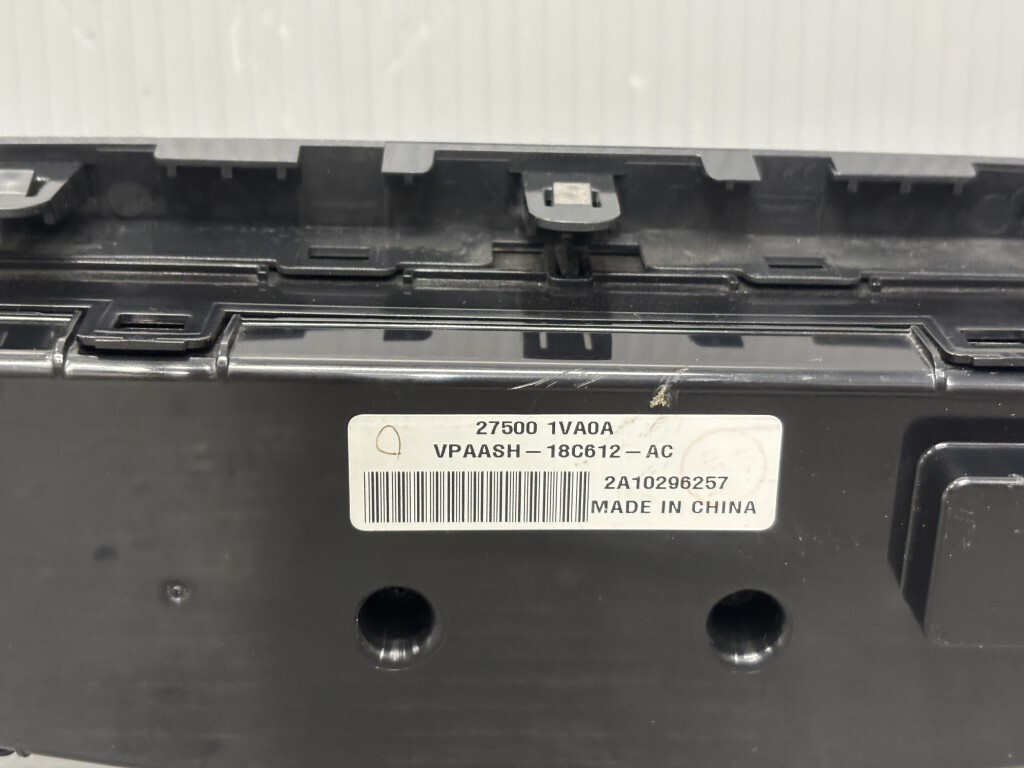 27500 1VA0A
VPAASH-18C612-AC
2A10296257
MADE IN CHINA